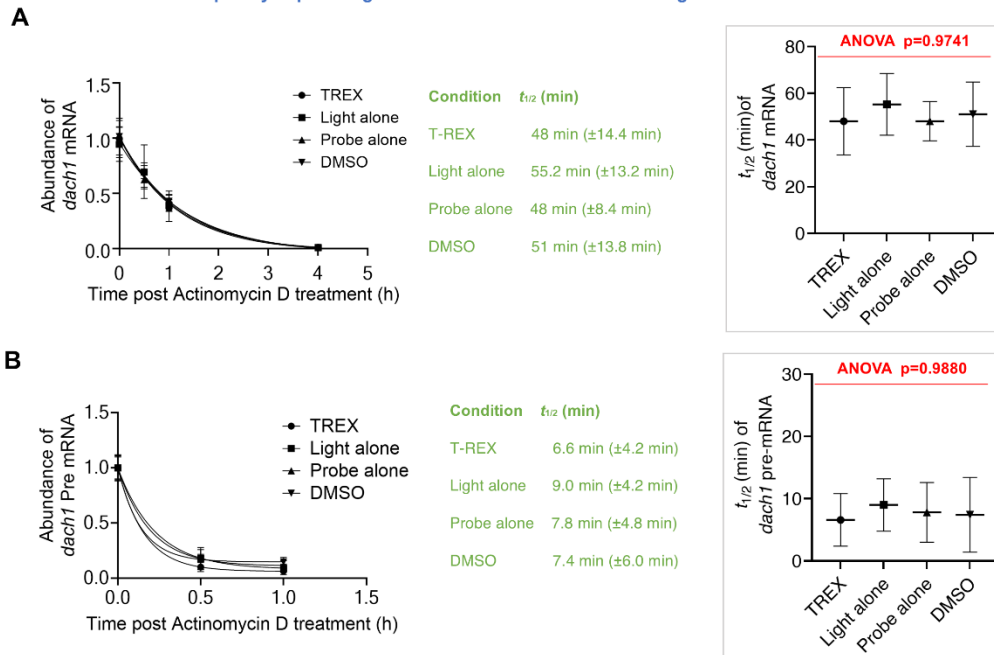 A
Abundance of
dach1 mRNA
1.5
1.0
0.5
0.0
0 1 2 3 4 5
Time post Actinomycin D treatment (h)
TREX
Light alone
Probe alone
DMSO
Condition t1/2 (min)
T-REX 48 min (±14.4 min)
Light alone 55.2 min (±13.2 min)
Probe alone 48 min (±8.4 min)
DMSO 51 min (±13.8 min)
ANOVA p=0.9741
t1/2 (min)of
dach1 mRNA
80
60
40
20
0
TREX
Light alone
Probe alone
DMSO
B
Abundance of
dach1 Pre mRNA
1.5
1.0
0.5
0.0
0.0 0.5 1.0 1.5
Time post Actinomycin D treatment (h)
TREX
Light alone
Probe alone
DMSO
Condition t1/2 (min)
T-REX 6.6 min (±4.2 min)
Light alone 9.0 min (±4.2 min)
Probe alone 7.8 min (±4.8 min)
DMSO 7.4 min (±6.0 min)
ANOVA p=0.9880
t1/2 (min) of
dach1 pre-mRNA
30
20
10
0
TREX
Light alone
Probe alone
DMSO